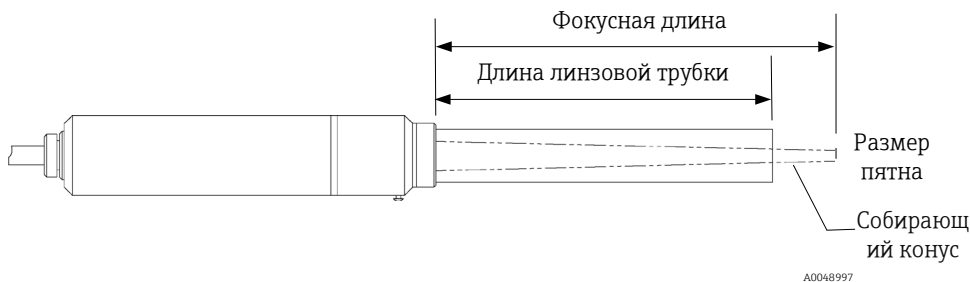 Фокусная длина
Длина линзовой трубки
Размер
пятна
Собирающ
ий конус
A0048997